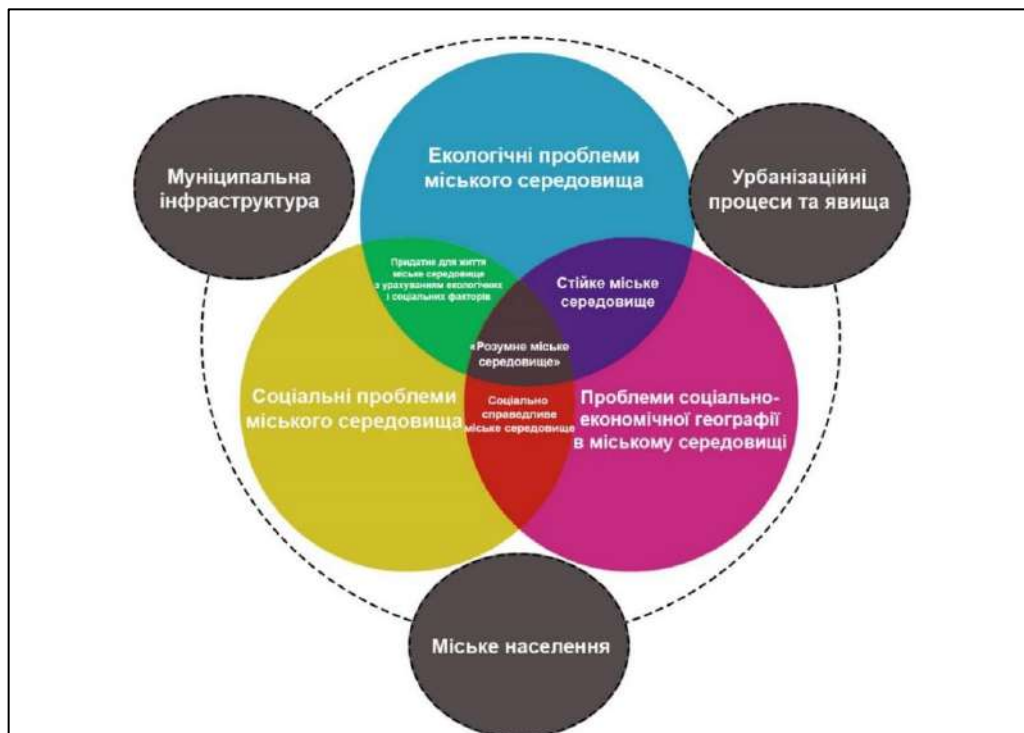 Екологічні проблеми
міського середовища
Муніципальна
інфраструктура
Урбанізаційні
процеси та явища
Придатне для життя
міське середовище
з урахуванням екологічних
і соціальних факторів
Стійке міське
середовище
«Розумне міське
середовище»
Соціальні проблеми
міського середовища
Соціально
справедливе
міське середовище
Проблеми соціально-
економічної географії
в міському середовищі
Міське населення